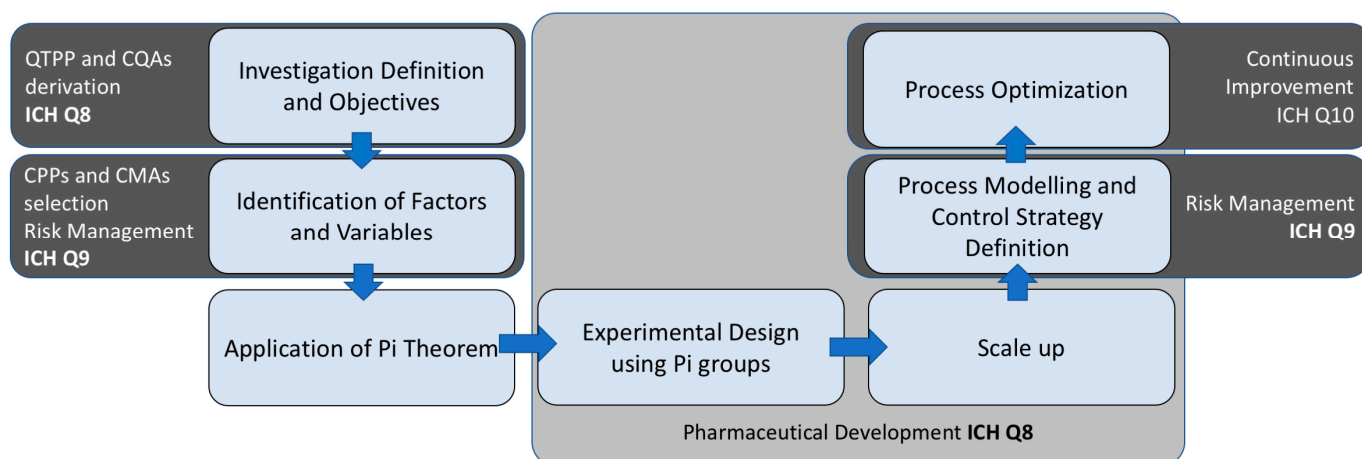 QTPP and CQAs
derivation
ICH Q8
Investigation Definition
and Objectives
CPPs and CMAs
selection
Risk Management
ICH Q9
Identification of Factors
and Variables
Application of Pi Theorem
Experimental Design
using Pi groups
Scale up
Process Modelling and
Control Strategy
Definition
Risk Management
ICH Q9
Process Optimization
Continuous
Improvement
ICH Q10
Pharmaceutical Development ICH Q8